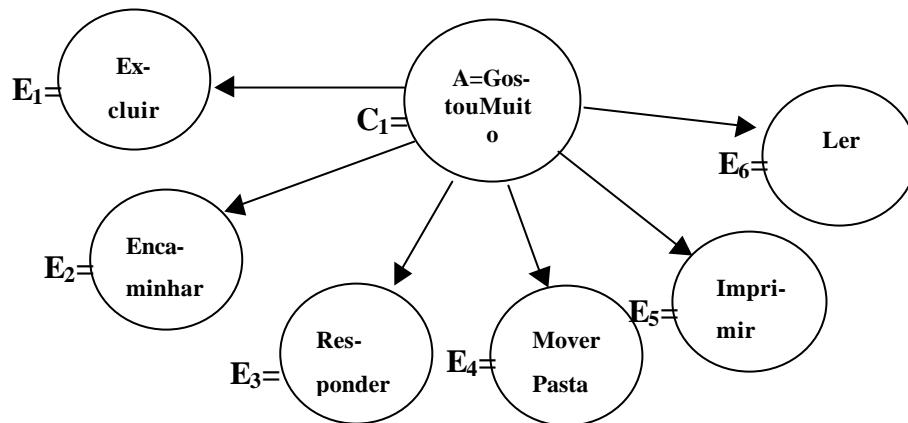 Ex-
cluir
E1=
A=Gos-
touMuit
o
C1=
Ler
E6=
Enca-
minhar
E2=
Impri-
mir
E5=
Res-
ponder
E3=
Mover
Pasta
E4=